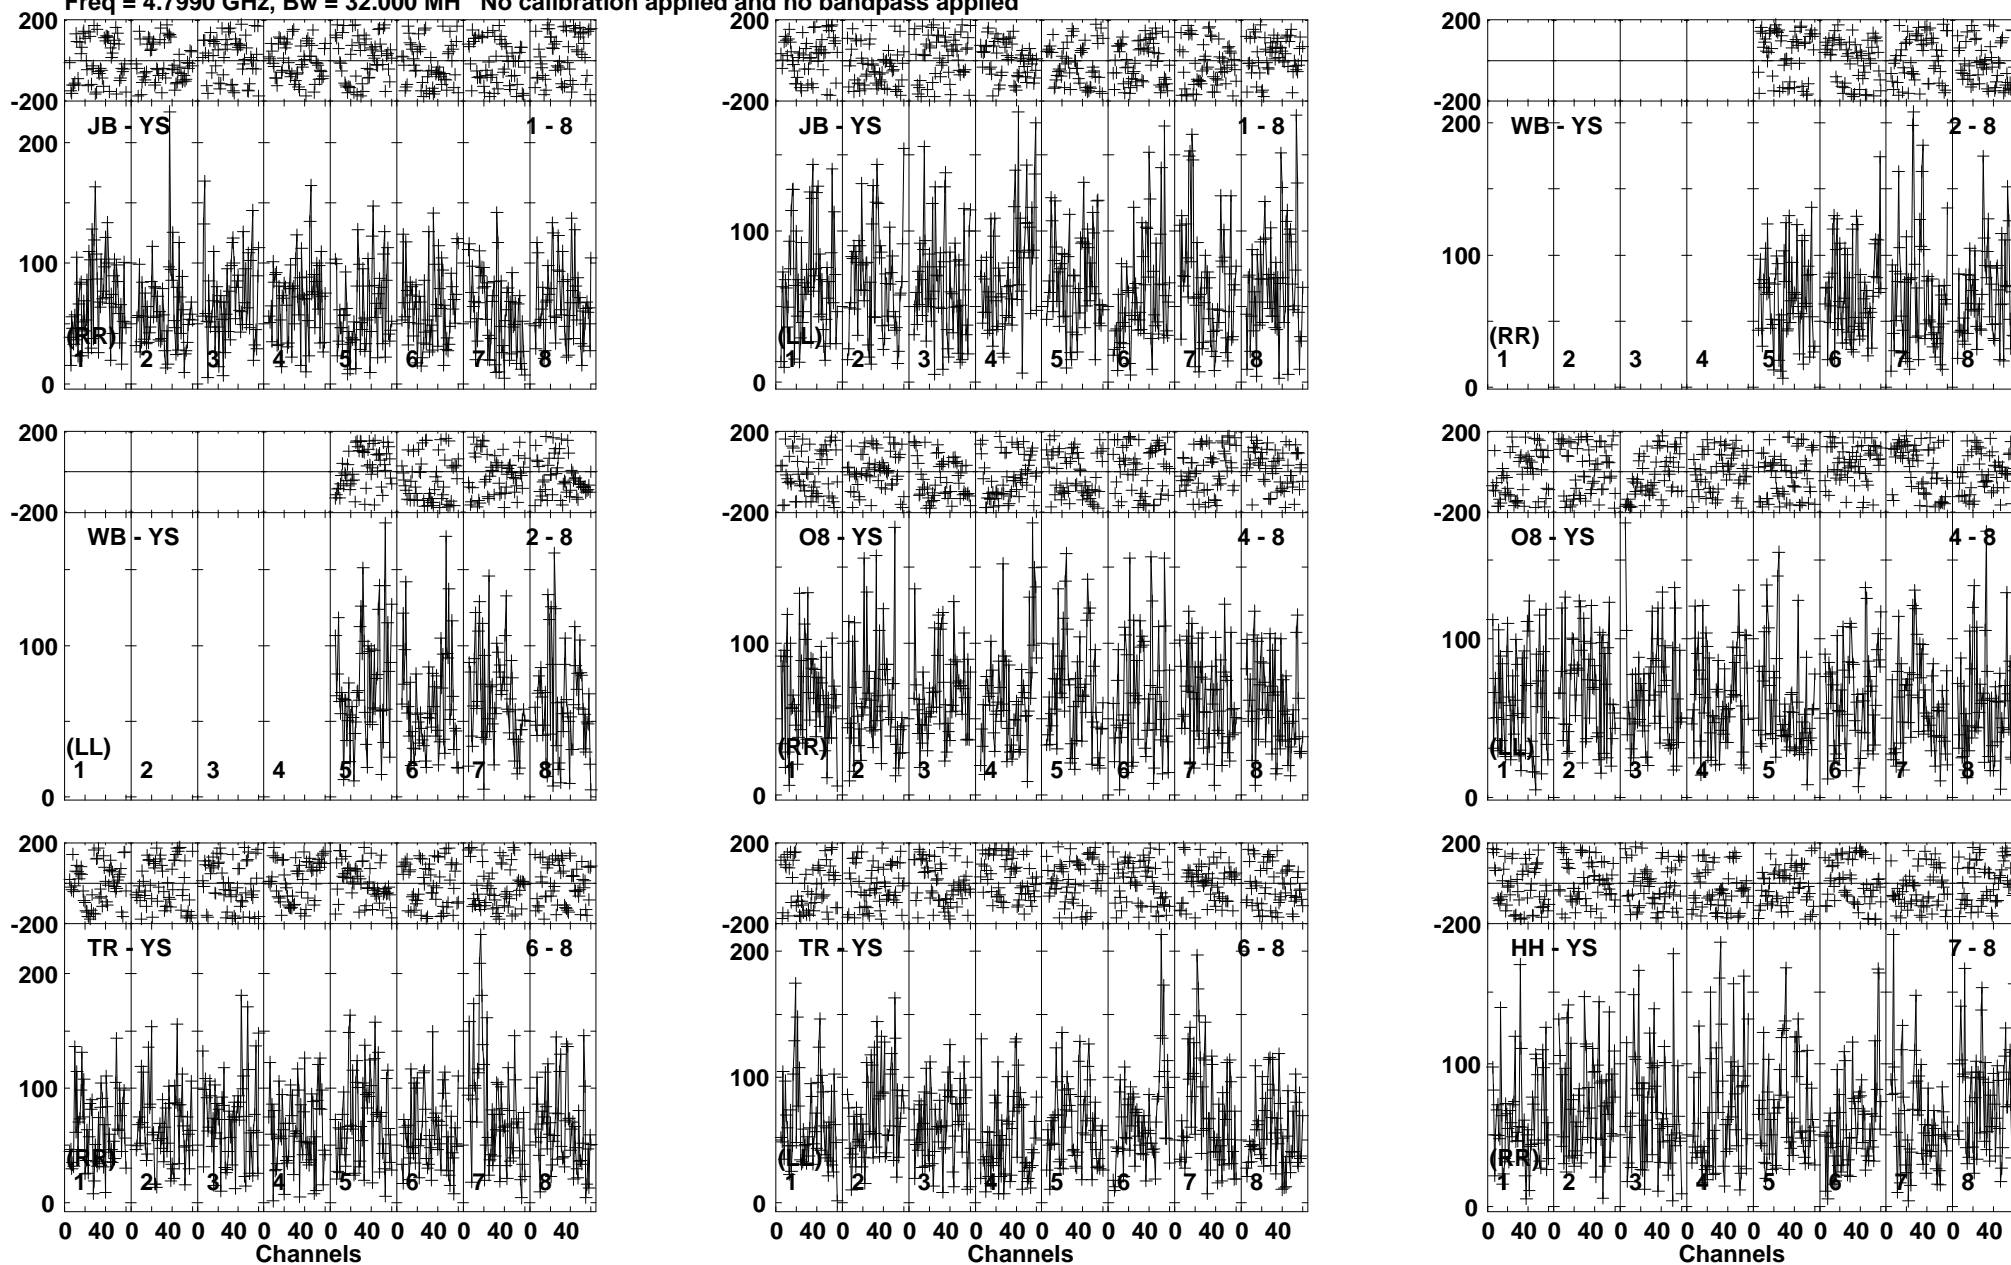 Freq = 4.7990 GHz, Bw = 32.000 MH No calibration applied and no bandpass applied
200 200 200
-200 -200 -200
JB - YS 1 - 8 JB - YS 1 - 8 WB - YS 2 - 8
200 200
100 100 100
(RR) (LL) (RR)
1 2 3 4 5 6 7 8 1 2 3 4 5 6 7 8 1 2 3 4 5 6 7 8
0 0 0
200 200 200
-200 -200 -200
WB - YS 2 - 8 O8 - YS 4 - 8 O8 - YS 4 - 8
100 100 100
(LL) (RR) (LL)
1 2 3 4 5 6 7 8 1 2 3 4 5 6 7 8 1 2 3 4 5 6 7 8
0 0 0
200 200 200
-200 -200 -200
TR - YS 6 - 8 TR - YS 6 - 8 HH - YS 7 - 8
200 200
100 100 100
(RR) (LL) (RR)
1 2 3 4 5 6 7 8 1 2 3 4 5 6 7 8 1 2 3 4 5 6 7 8
0 0 0
0 40 0 40 0 40 0 40 0 40 0 40 0 40 0 40 0 40 0 40 0 40 0 40 0 40 0 40 0 40 0 40 0 40 0 40 0 40 0 40 0 40 0 40 0 40 0 40
Channels Channels Channels